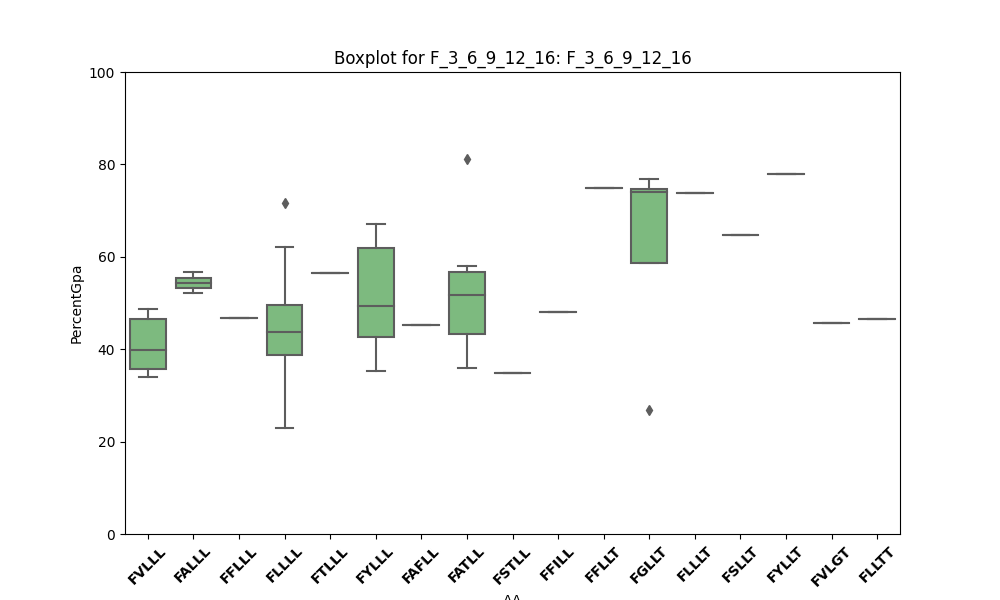 Boxplot for F_3_6_9_12_16: F_3_6_9_12_16
100
80
60
40
20
0
PercentGpa
FVLLL
FALLL
FFLLL
FLLLL
FTLLL
FYLLL
FAFLL
FATLL
FSTLL
FFILL
FFLLT
FGLLT
FLLLT
FSLLT
FYLLT
FVLGT
FLLTT
AA